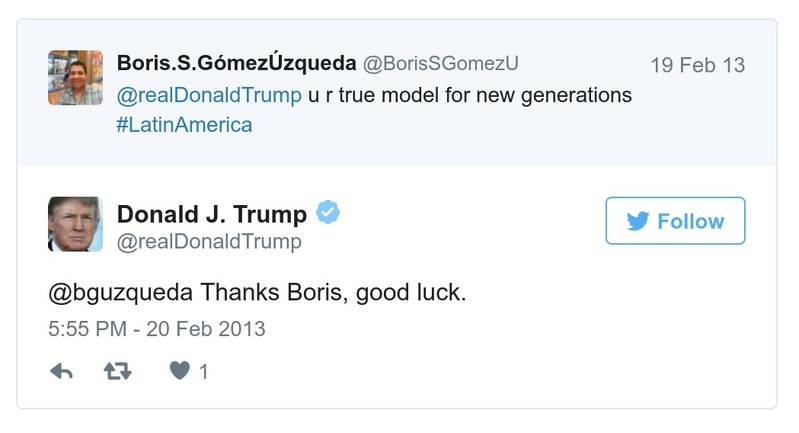 Boris.S.GómezÚzqueda @BorisSGomezU 19 Feb 13
@realDonaldTrump u r true model for new generations
#LatinAmerica
Donald J. Trump
@realDonaldTrump
Follow
@bguzqueda Thanks Boris, good luck.
5:55 PM - 20 Feb 2013
1